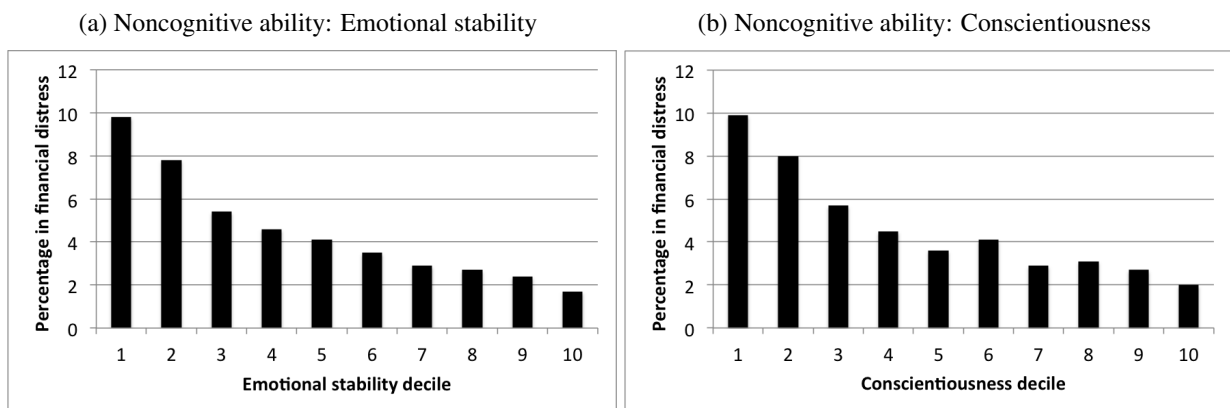 (a) Noncognitive ability: Emotional stability
12
10
8
6
4
2
0
Percentage in financial distress
1 2 3 4 5 6 7 8 9 10
Emotional stability decile
(b) Noncognitive ability: Conscientiousness
12
10
8
6
4
2
0
Percentage in financial distress
1 2 3 4 5 6 7 8 9 10
Conscientiousness decile